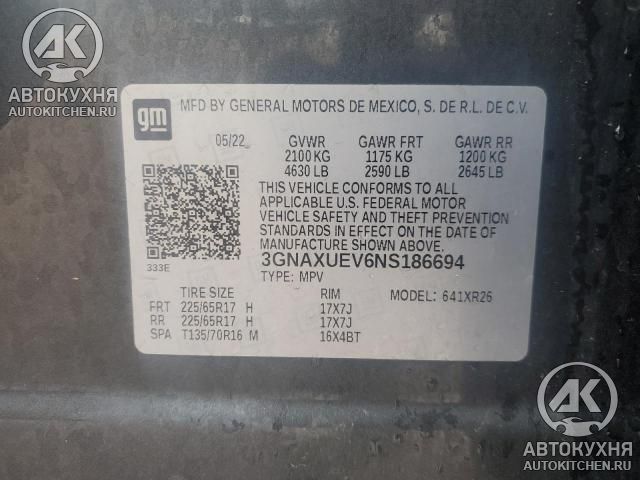 АК
АВТОКУХНЯ
AUTOKITCHEN.RU
gm
MFD BY GENERAL MOTORS DE MEXICO, S. DE R.L. DE C.V.
05/22 GVWR GAWR FRT GAWR RR
2100 KG 1175 KG 1200 KG
4630 LB 2590 LB 2645 LB
THIS VEHICLE CONFORMS TO ALL
APPLICABLE U.S. FEDERAL MOTOR
VEHICLE SAFETY AND THEFT PREVENTION
STANDARDS IN EFFECT ON THE DATE OF
MANUFACTURE SHOWN ABOVE.
333E
3GNAXUEV6NS186694
TYPE: MPV
MODEL: 641XR26
TIRE SIZE
FRT 225/65R17 H 17X7J
RR 225/65R17 H 17X7J
SPA T135/70R16 M 16X4BT
АК
АВТОКУХНЯ
AUTOKITCHEN.RU